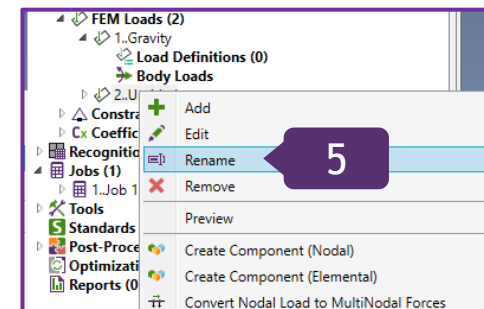 FEM Loads (2)
1..Gravity
Load Definitions (0)
Body Loads
2..U
Constra
Cx Coeffic
Recognitio
Jobs (1)
1..Job 1
Tools
Standards
Post-Proce
Optimizati
Reports (0
Add
Edit
Rename
5
Remove
Preview
Create Component (Nodal)
Create Component (Elemental)
Convert Nodal Load to MultiNodal Forces